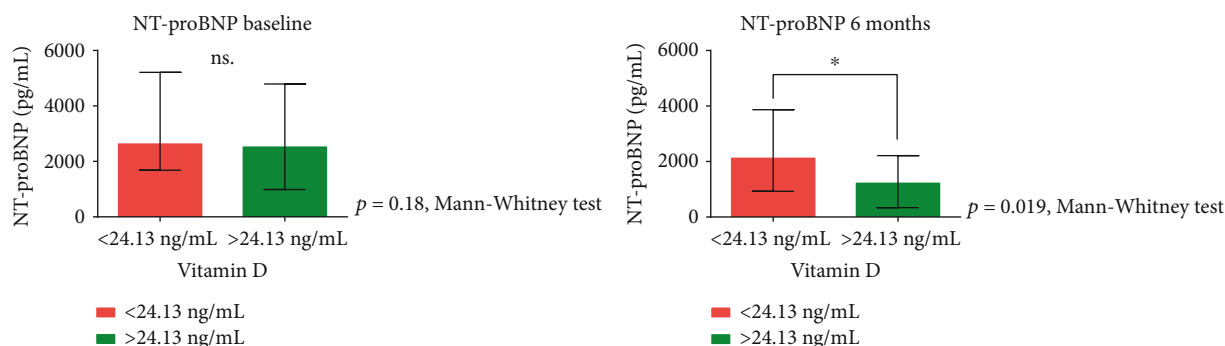 NT-proBNP baseline
NT-proBNP (pg/mL)
6000
4000
2000
0
ns.
<24.13 ng/mL >24.13 ng/mL
Vitamin D
p = 0.18, Mann-Whitney test
<24.13 ng/mL
>24.13 ng/mL
NT-proBNP 6 months
NT-proBNP (pg/mL)
6000
4000
2000
0
*
<24.13 ng/mL >24.13 ng/mL
Vitamin D
p = 0.019, Mann-Whitney test
<24.13 ng/mL
>24.13 ng/mL